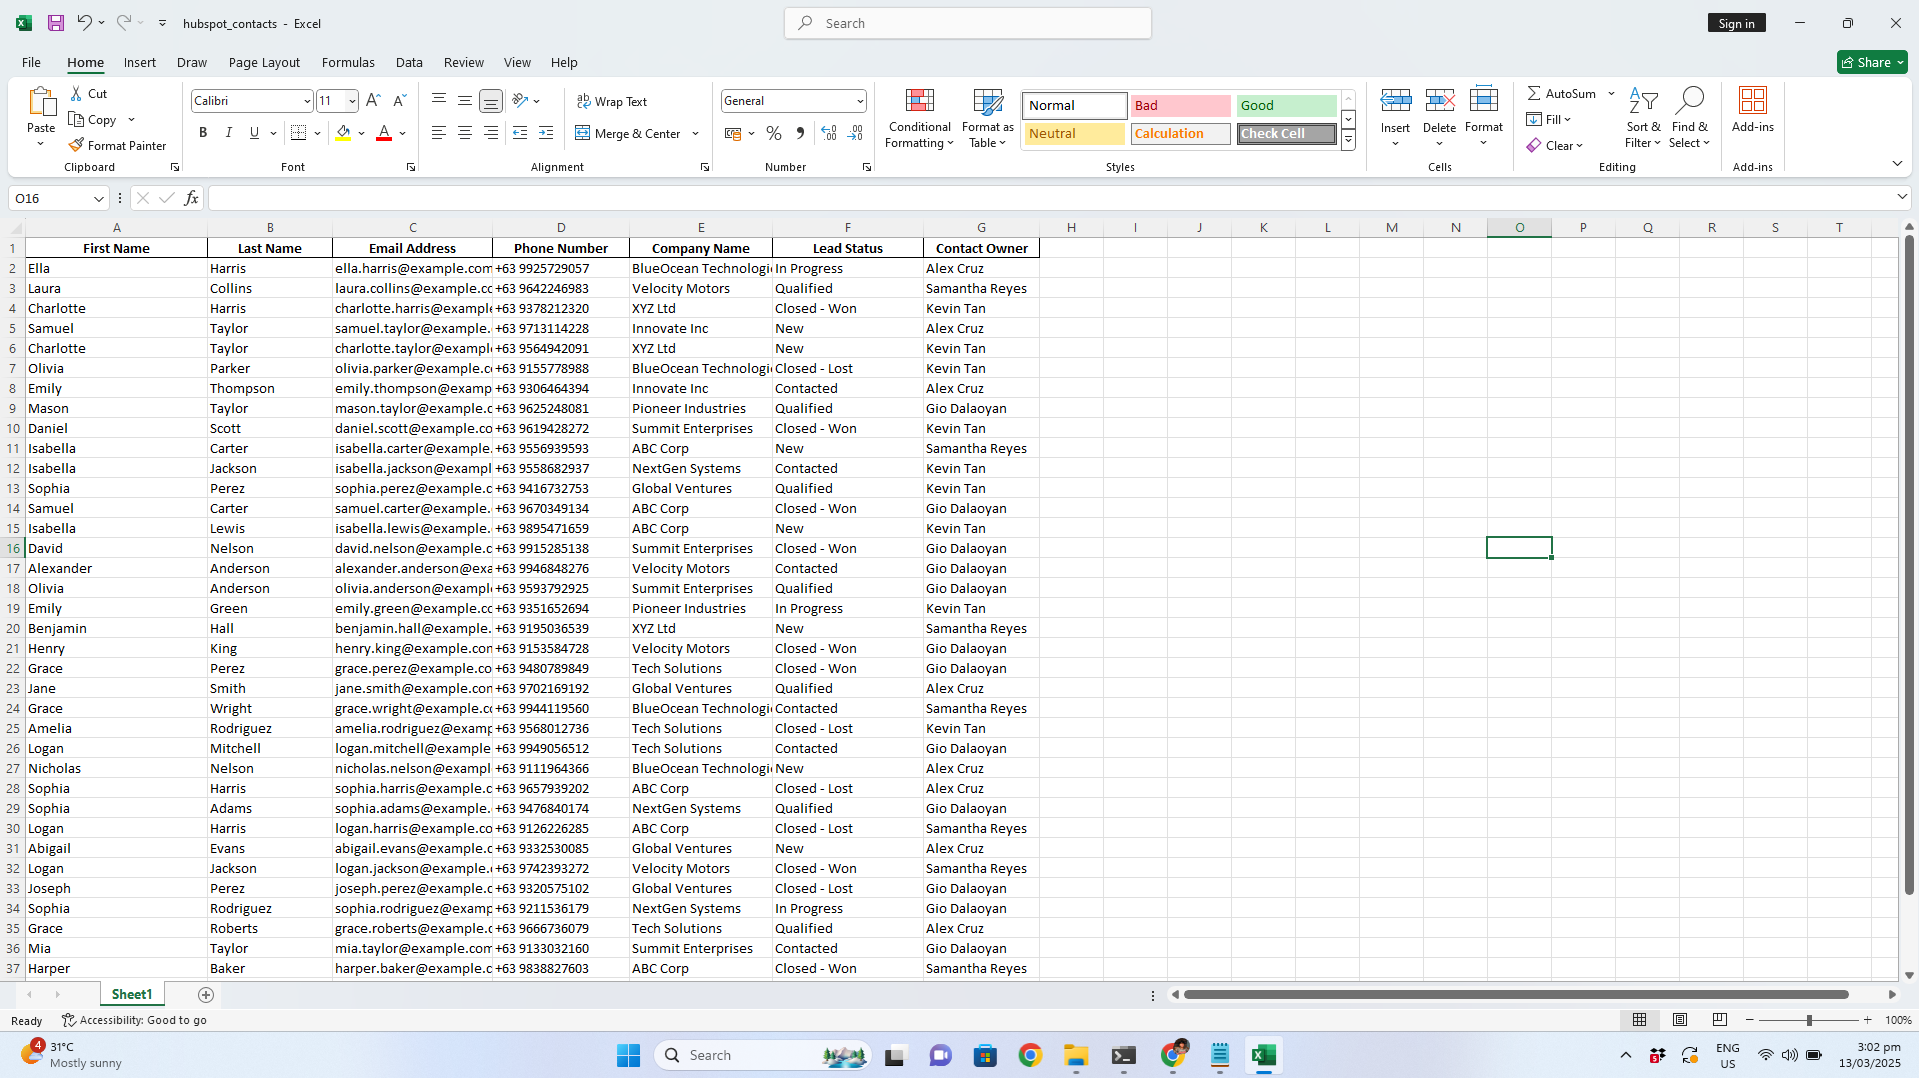 hubspot_contacts - Excel
Search
Sign in
File Home Insert Draw Page Layout Formulas Data Review View Help
Share
Paste
Cut
Copy
Format Painter
Clipboard
Calibri 11
B I U A
Font
Wrap Text
Merge & Center
Alignment
General
Number
Conditional Formatting
Format as Table
Normal Bad Good
Neutral Calculation Check Cell
Styles
Insert Delete Format
Cells
AutoSum
Fill
Clear
Sort & Filter
Find & Select
Editing
Add-ins
Add-ins
O16
fx
A B C D E F G H I J K L M N O P Q R S T
1 First Name Last Name Email Address Phone Number Company Name Lead Status Contact Owner
2 Ella Harris ella.harris@example.com +63 9925729057 BlueOcean Technologi In Progress Alex Cruz
3 Laura Collins laura.collins@example.cc +63 9642246983 Velocity Motors Qualified Samantha Reyes
4 Charlotte Harris charlotte.harris@exampl +63 9378212320 XYZ Ltd Closed - Won Kevin Tan
5 Samuel Taylor samuel.taylor@example. +63 9713114228 Innovate Inc New Alex Cruz
6 Charlotte Taylor charlotte.taylor@exampl +63 9564942091 XYZ Ltd New Kevin Tan
7 Olivia Parker olivia.parker@example.c +63 9155778988 BlueOcean Technologi Closed - Lost Kevin Tan
8 Emily Thompson emily.thompson@examp +63 9306464394 Innovate Inc Contacted Alex Cruz
9 Mason Taylor mason.taylor@example.c +63 9625248081 Pioneer Industries Qualified Gio Dalaoyan
10 Daniel Scott daniel.scott@example.co +63 9619428272 Summit Enterprises Closed - Won Kevin Tan
11 Isabella Carter isabella.carter@example. +63 9556939593 ABC Corp New Samantha Reyes
12 Isabella Jackson isabella.jackson@exampl +63 9558682937 NextGen Systems Contacted Kevin Tan
13 Sophia Perez sophia.perez@example.c +63 9416732753 Global Ventures Qualified Kevin Tan
14 Samuel Carter samuel.carter@example. +63 9670349134 ABC Corp Closed - Won Gio Dalaoyan
15 Isabella Lewis isabella.lewis@example. +63 9895471659 ABC Corp New Kevin Tan
16 David Nelson david.nelson@example.c +63 9915285138 Summit Enterprises Closed - Won Gio Dalaoyan
17 Alexander Anderson alexander.anderson@exa +63 9946848276 Velocity Motors Contacted Gio Dalaoyan
18 Olivia Anderson olivia.anderson@example +63 9593792925 Summit Enterprises Qualified Gio Dalaoyan
19 Emily Green emily.green@example.cc +63 9351652694 Pioneer Industries In Progress Kevin Tan
20 Benjamin Hall benjamin.hall@example. +63 9195036539 XYZ Ltd New Samantha Reyes
21 Henry King henry.king@example.com +63 9153584728 Velocity Motors Closed - Won Gio Dalaoyan
22 Grace Perez grace.perez@example.co +63 9480789849 Tech Solutions Closed - Won Gio Dalaoyan
23 Jane Smith jane.smith@example.com +63 9702169192 Global Ventures Qualified Alex Cruz
24 Grace Wright grace.wright@example.c +63 9944119560 BlueOcean Technologi Contacted Samantha Reyes
25 Amelia Rodriguez amelia.rodriguez@examp +63 9568012736 Tech Solutions Closed - Lost Kevin Tan
26 Logan Mitchell logan.mitchell@example +63 9949056512 Tech Solutions Contacted Gio Dalaoyan
27 Nicholas Nelson nicholas.nelson@exampl +63 9111964366 BlueOcean Technologi New Alex Cruz
28 Sophia Harris sophia.harris@example.c +63 9657939202 ABC Corp Closed - Lost Alex Cruz
29 Sophia Adams sophia.adams@example. +63 9476840174 NextGen Systems Qualified Gio Dalaoyan
30 Logan Harris logan.harris@example.co +63 9126226285 ABC Corp Closed - Lost Samantha Reyes
31 Abigail Evans abigail.evans@example.c +63 9332530085 Global Ventures New Alex Cruz
32 Logan Jackson logan.jackson@example. +63 9742393272 Velocity Motors Closed - Won Samantha Reyes
33 Joseph Perez joseph.perez@example.c +63 9320575102 Global Ventures Closed - Lost Gio Dalaoyan
34 Sophia Rodriguez sophia.rodriguez@examp +63 9211536179 NextGen Systems In Progress Gio Dalaoyan
35 Grace Roberts grace.roberts@example.c +63 9666736079 Tech Solutions Qualified Alex Cruz
36 Mia Taylor mia.taylor@example.com +63 9133032160 Summit Enterprises Contacted Gio Dalaoyan
37 Harper Baker harper.baker@example.c +63 9838827603 ABC Corp Closed - Won Samantha Reyes
Sheet1
Ready Accessibility: Good to go
100%
4
31°C
Mostly sunny
Search
ENG
US
3:02 pm
13/03/2025